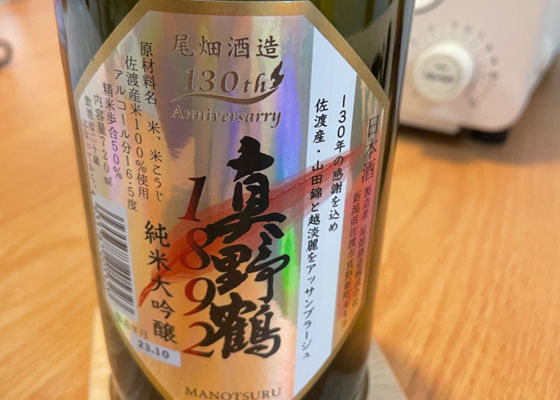 尾畑酒造
130th
Anniversarry
日本酒
130年の感謝を込め
佐渡産・山田錦と越淡麗をアッサンブラージュ
真野鶴
1892
純米大吟醸
原材料名 米、米こうじ
佐渡産米100%使用
アルコール分16.5度
精米歩合50%
内容量720ml
23.10
MANOTSURU